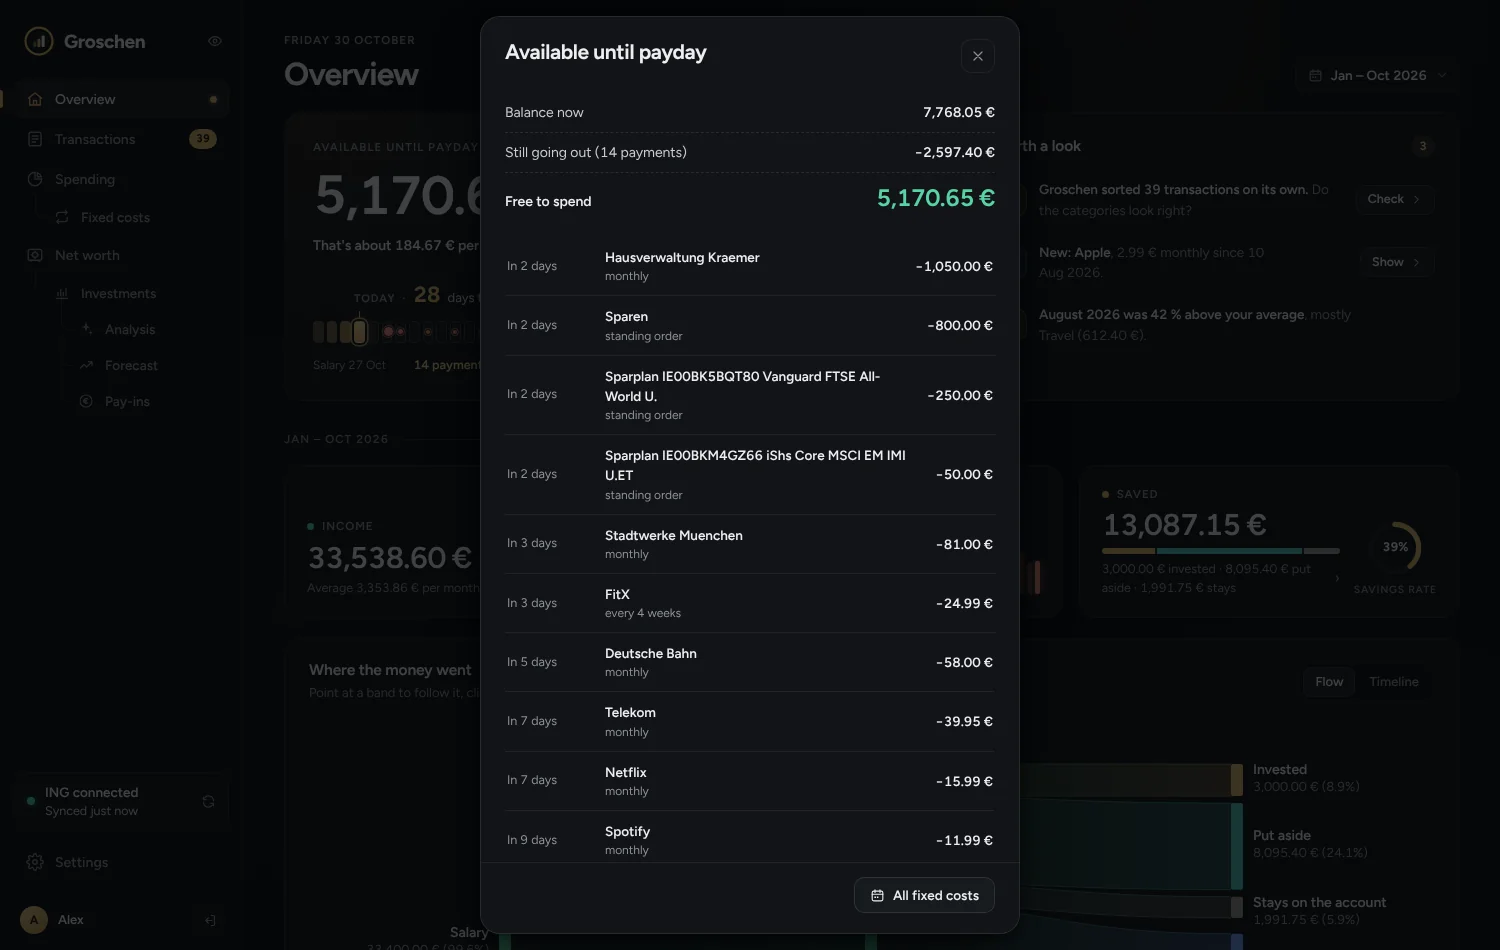 Groschen
Overview
Transactions
39
Spending
Fixed costs
Net worth
Investments
Analysis
Forecast
Pay-ins
ING connected
Synced just now
Settings
A
Alex
FRIDAY 30 OCTOBER
Overview
Jan – Oct 2026
AVAILABLE UNTIL PAYDAY
5,170.6
That's about 184.67 € per
TODAY · 28 days
Salary 27 Oct
14 payment
Available until payday
Balance now
7,768.05 €
Still going out (14 payments)
−2,597.40 €
Free to spend
5,170.65 €
In 2 days
Hausverwaltung Kraemer
monthly
−1,050.00 €
In 2 days
Sparen
standing order
−800.00 €
In 2 days
Sparplan IE00BK5BQT80 Vanguard FTSE All-
World U.
standing order
−250.00 €
In 2 days
Sparplan IE00BKM4GZ66 iShs Core MSCI EM IMI
U.ET
standing order
−50.00 €
In 3 days
Stadtwerke Muenchen
monthly
−81.00 €
In 3 days
FitX
every 4 weeks
−24.99 €
In 5 days
Deutsche Bahn
monthly
−58.00 €
In 7 days
Telekom
monthly
−39.95 €
In 7 days
Netflix
monthly
−15.99 €
In 9 days
Spotify
monthly
−11.99 €
All fixed costs
th a look
3
Groschen sorted 39 transactions on its own. Do
the categories look right?
Check
New: Apple, 2.99 € monthly since 10
Aug 2026.
Show
August 2026 was 42 % above your average, mostly
Travel (612.40 €).
JAN – OCT 2026
INCOME
33,538.60 €
Average 3,353.86 € per month
SAVED
13,087.15 €
3,000.00 € invested · 8,095.40 € put
aside · 1,991.75 € stays
39%
SAVINGS RATE
Where the money went
Point at a band to follow it, cli
Flow
Timeline
Salary
33,400.00 € (99.6%)
Invested
3,000.00 € (8.9%)
Put aside
8,095.40 € (24.1%)
Stays on the account
1,991.75 € (5.9%)